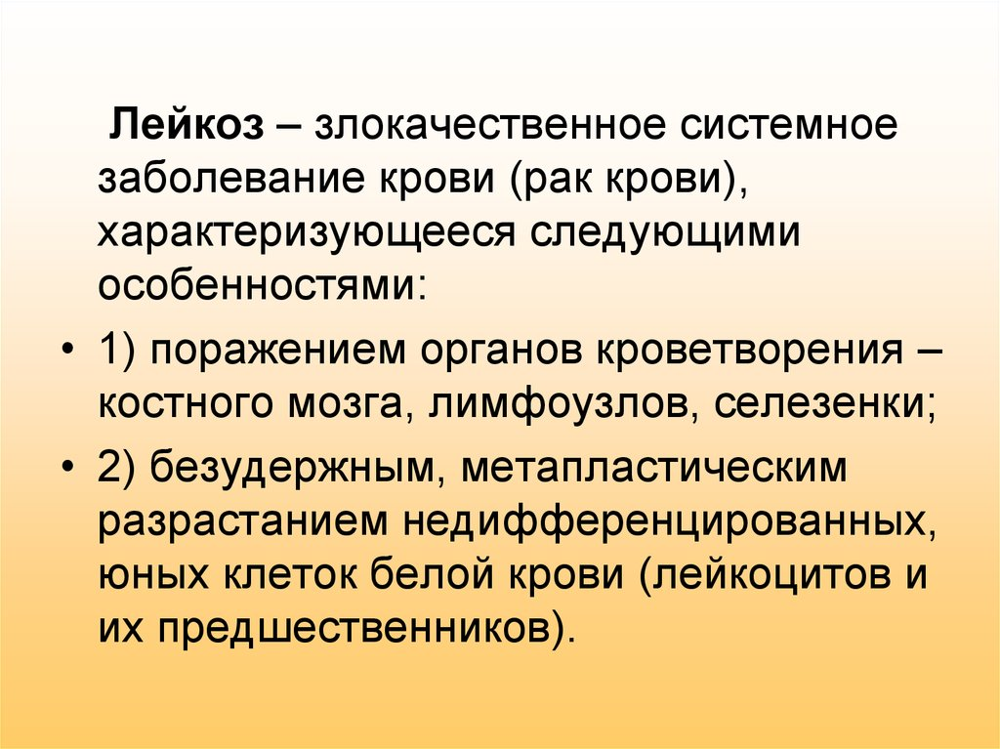 Лейкоз – злокачественное системное
заболевание крови (рак крови),
характеризующееся следующими
особенностями:
• 1) поражением органов кроветворения –
костного мозга, лимфоузлов, селезенки;
• 2) безудержным, метапластическим
разрастанием недифференцированных,
юных клеток белой крови (лейкоцитов и
их предшественников).